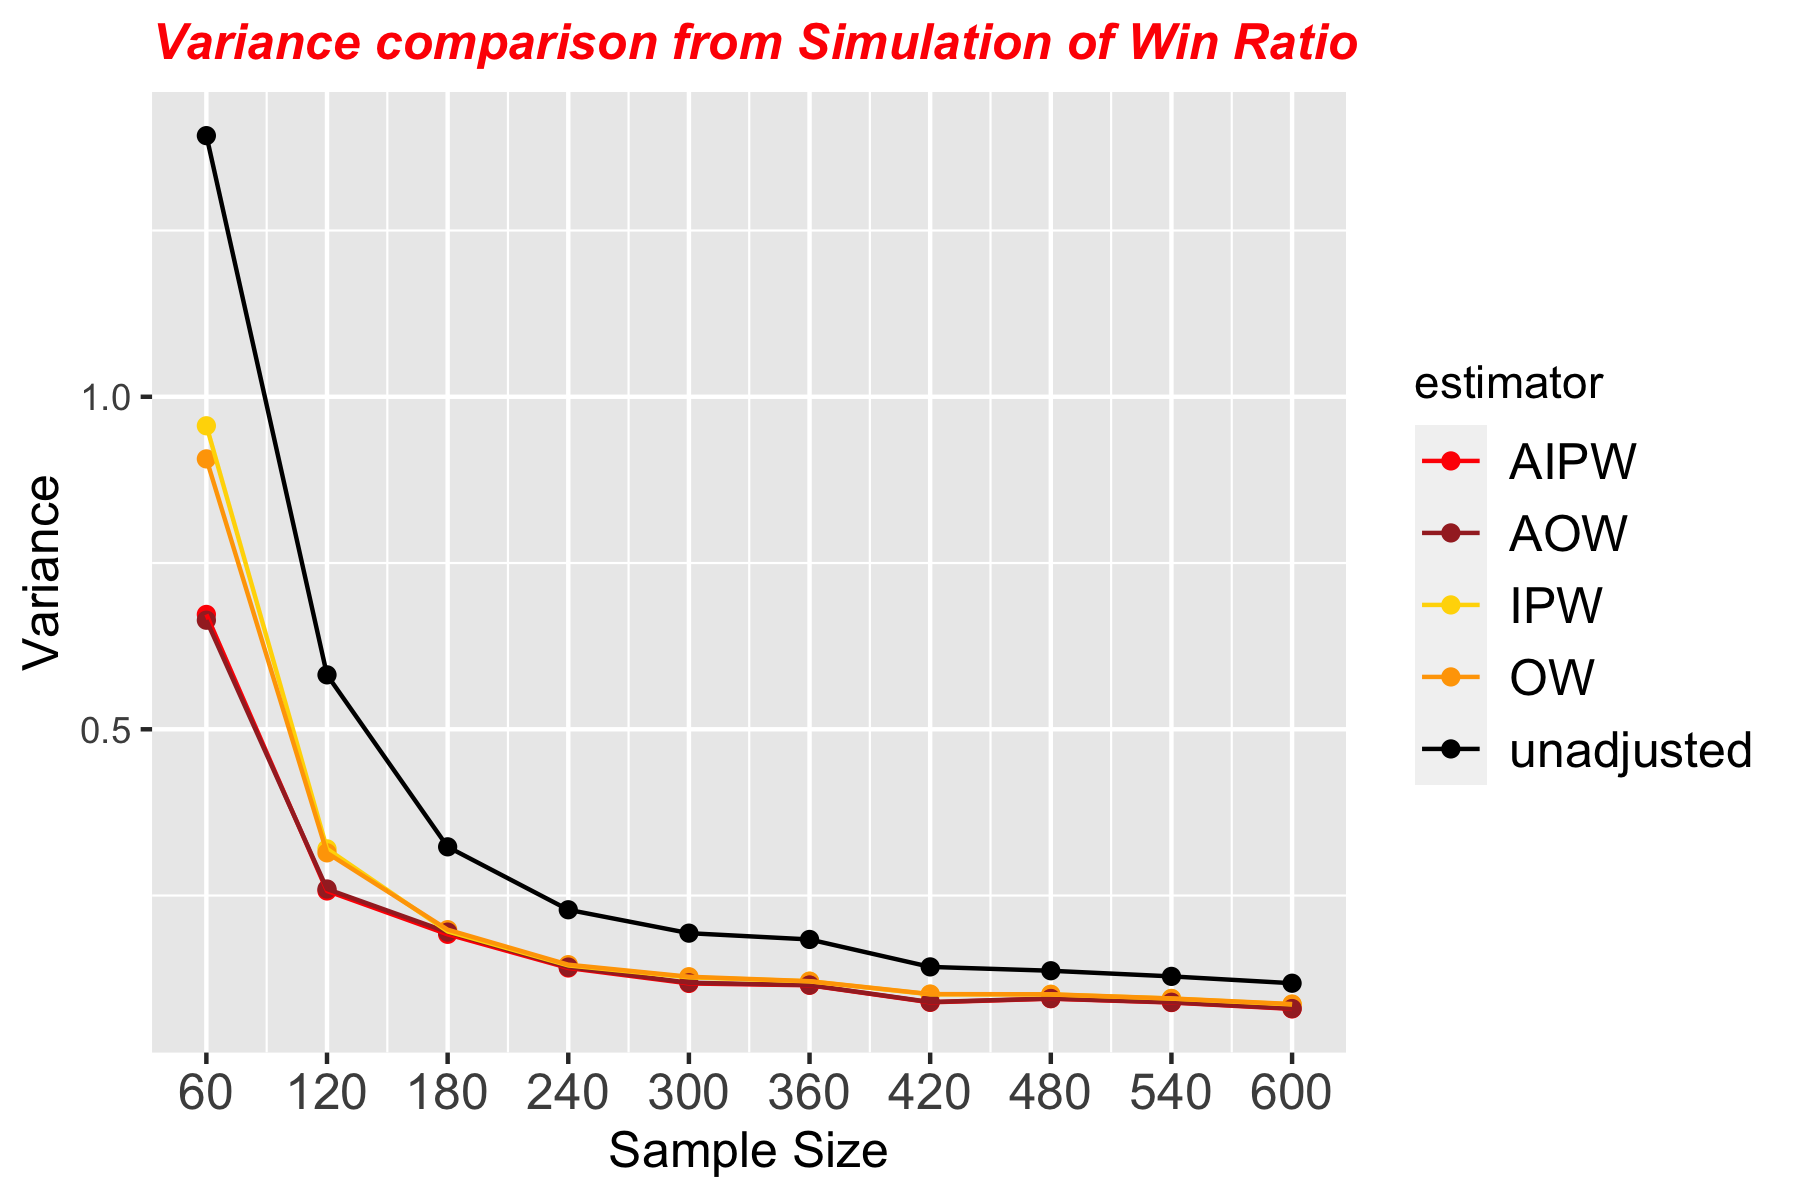 Variance comparison from Simulation of Win Ratio
Variance
1.0
0.5
60 120 180 240 300 360 420 480 540 600
Sample Size
estimator
AIPW
AOW
IPW
OW
unadjusted